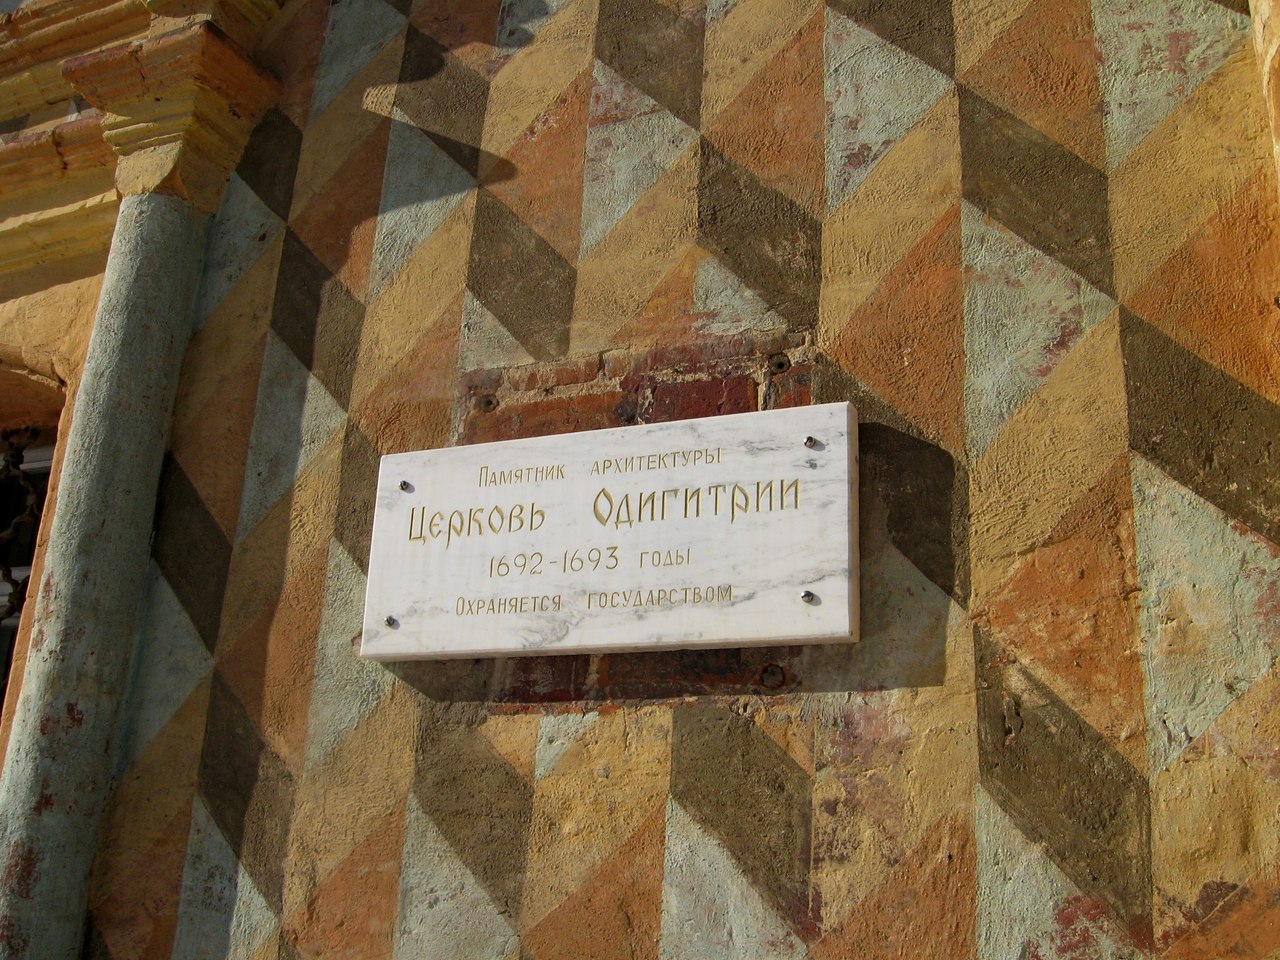 Памятник архитектуры
Церковь Одигитрии
1692-1693 годы
Охраняется государством